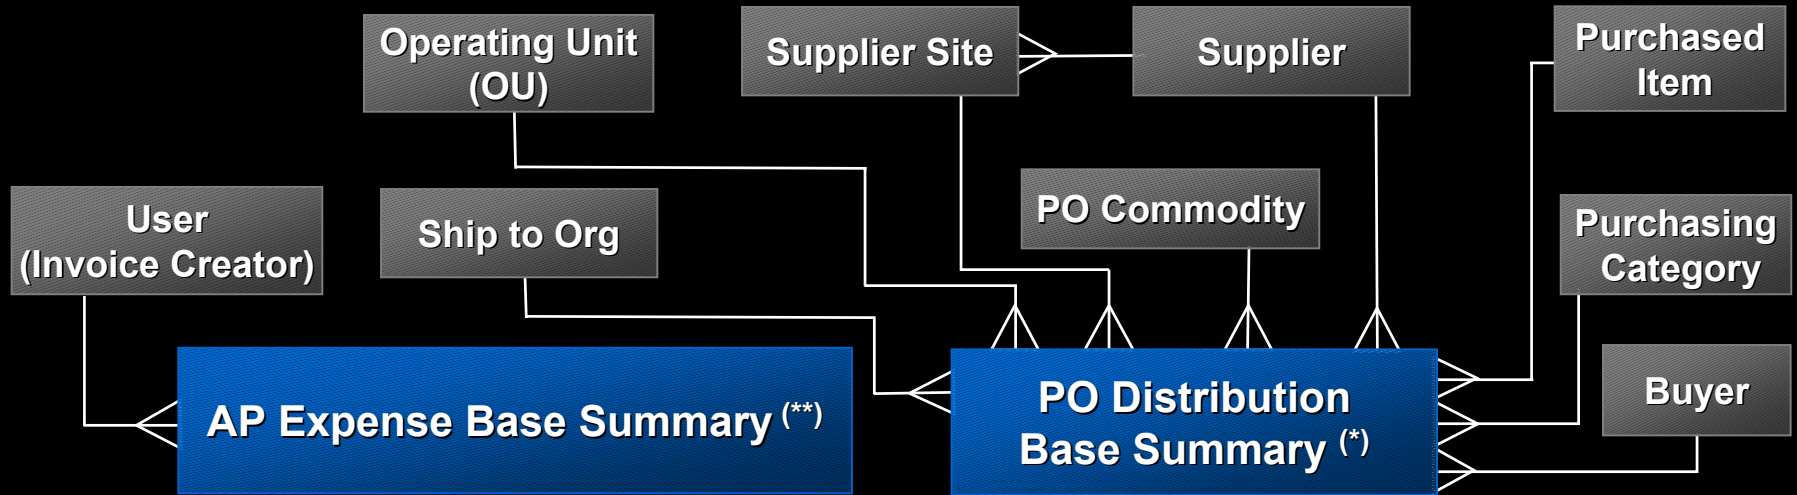 Operating Unit
(OU)
Supplier Site
Supplier
Purchased
Item
User
(Invoice Creator)
Ship to Org
PO Commodity
Purchasing
Category
AP Expense Base Summary (**)
PO Distribution
Base Summary (*)
Buyer